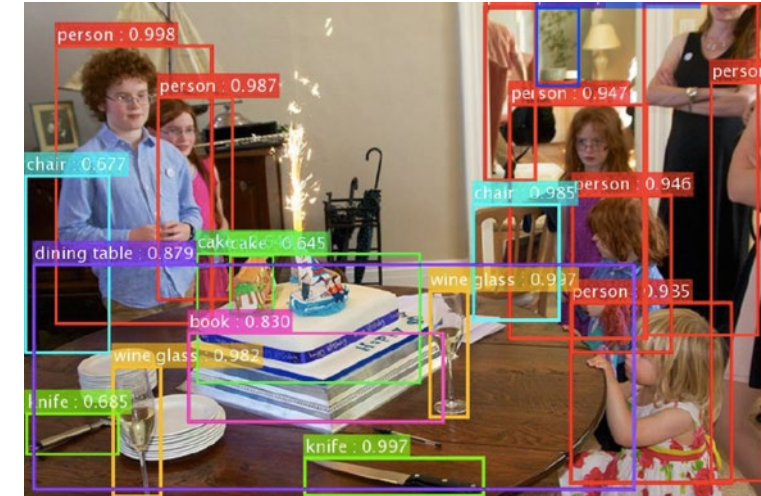 person : 0.998
person : 0.987
person : 0.947
perso
chair : 0.677
chair : 0.985
person : 0.946
dining table : 0.879
cake
cake : 0.645
wine glass : 0.997
person : 0.935
book : 0.830
HAPPY
wine glass : 0.982
knife : 0.685
knife : 0.997